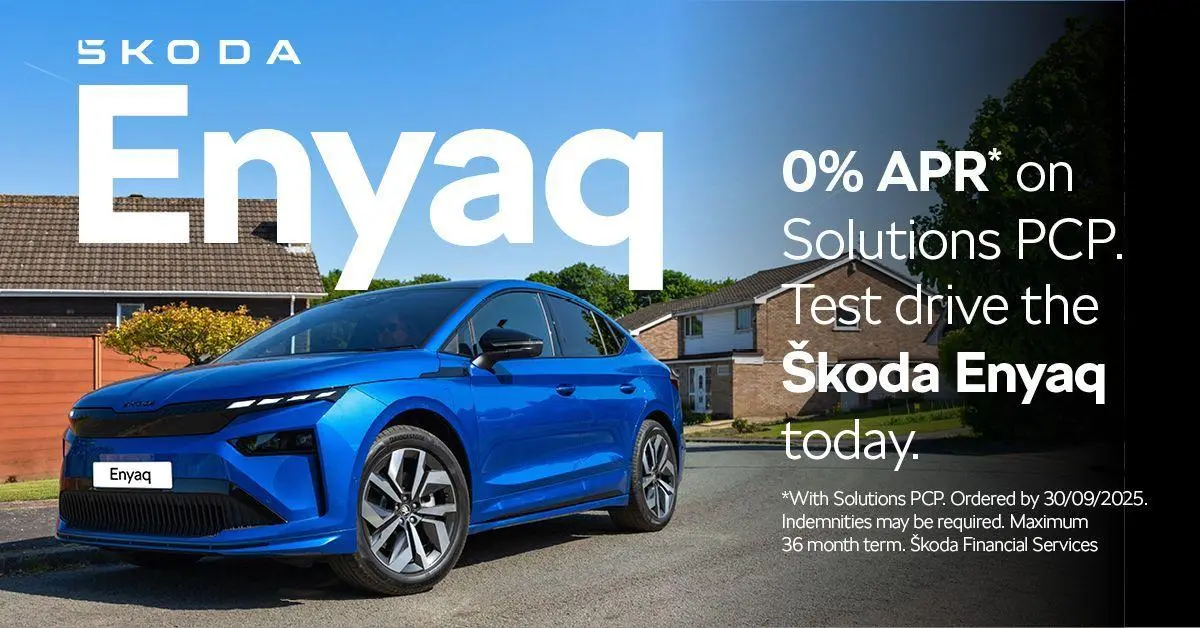 ŠKODA
Enyaq
0% APR* on
Solutions PCP.
Test drive the
Škoda Enyaq
today.
*With Solutions PCP. Ordered by 30/09/2025.
Indemnities may be required. Maximum
36 month term. Škoda Financial Services
Enyaq
BRIDGESTONE